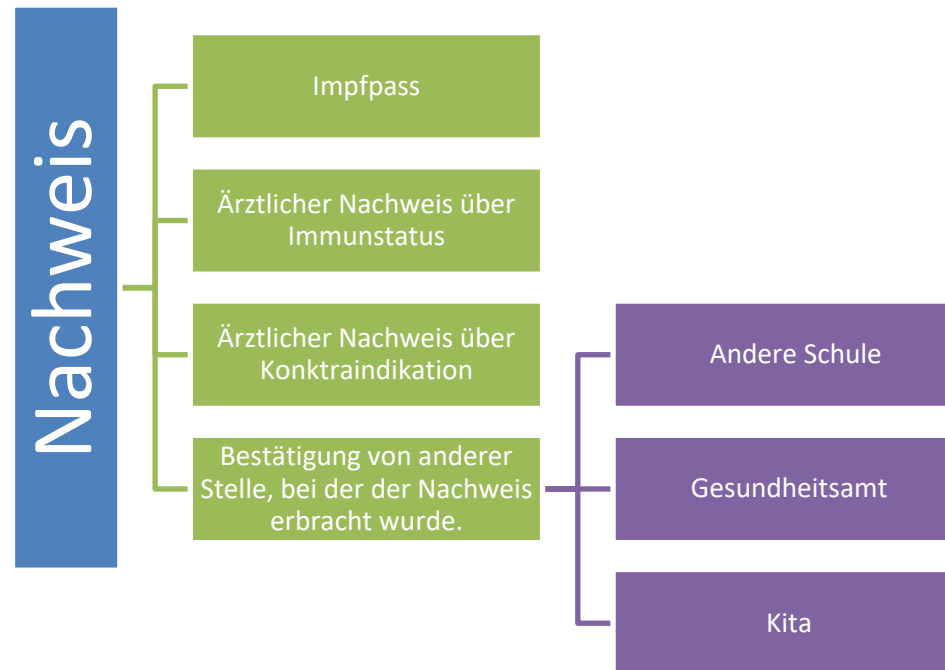 Nachweis
Impfpass
Ärztlicher Nachweis über
Immunstatus
Ärztlicher Nachweis über
Konktraindikation
Bestätigung von anderer
Stelle, bei der der Nachweis
erbracht wurde.
Andere Schule
Gesundheitsamt
Kita